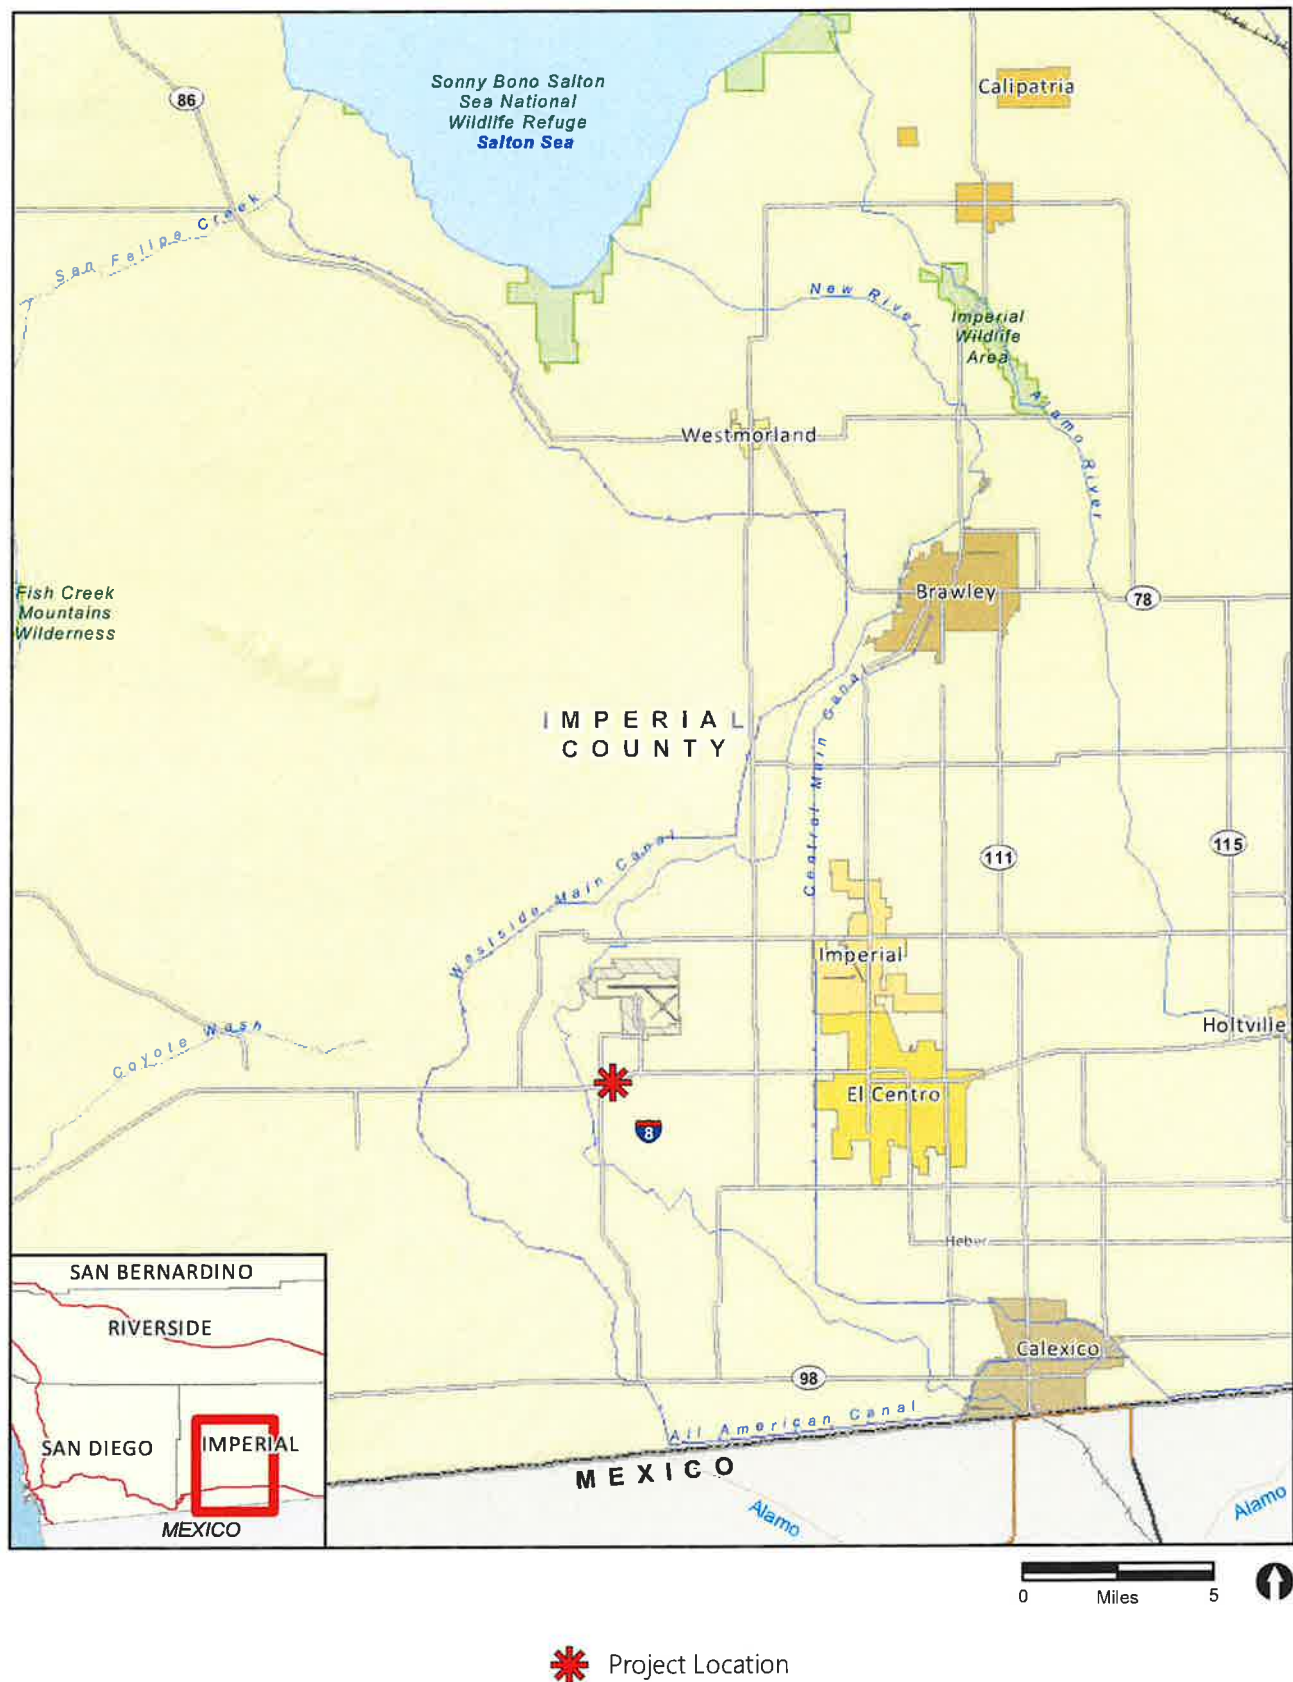 Calipatria
Sonny Bono Salton
Sea National
Wildlife Refuge
Salton Sea
86
San Felipe Creek
New River
Imperial
Wildlife
Area
Alamo River
Westmorland
Fish Creek
Mountains
Wilderness
Brawley
78
IMPERIAL
COUNTY
Central Main Canal
Westside Main Canal
111
115
Imperial
Coyote Wash
Holtville
El Centro
8
Heber
Calexico
98
All American Canal
MEXICO
Alamo
Alamo
SAN BERNARDINO
RIVERSIDE
SAN DIEGO
IMPERIAL
MEXICO
0 Miles 5
Project Location